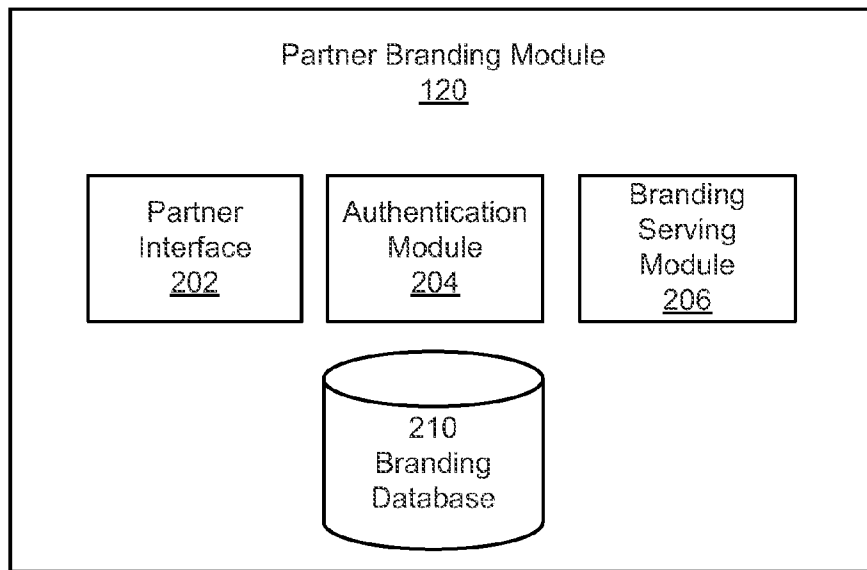 Partner Branding Module
120
Partner
Interface
202
Authentication
Module
204
Branding
Serving
Module
206
210
Branding
Database